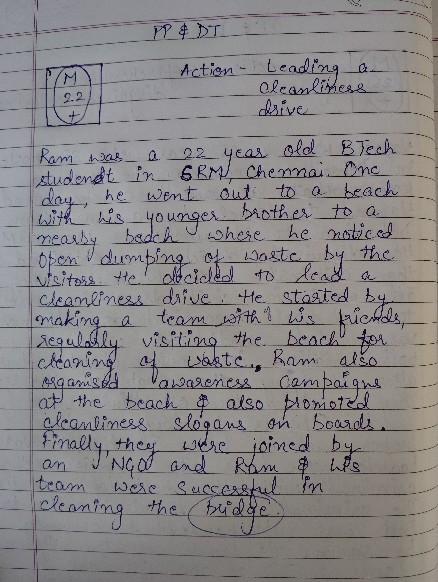 PP & DT
M
22
+
Action - Leading a
cleanliness
drive
Ram was a 22 year old BTech
student in SRM, Chennai. One
day, he went out to a beach
with his younger brother to a
nearby beach where he noticed
open dumping of waste by the
visitors. He decided to lead a
cleanliness drive. He started by
making a team with his friends,
regularly visiting the beach for
cleaning of waste. Ram also
organised awareness campaigns
at the beach & also promoted
cleanliness slogans on boards.
Finally, they were joined by
an NGO and Ram & his
team were successful in
cleaning the bridge.